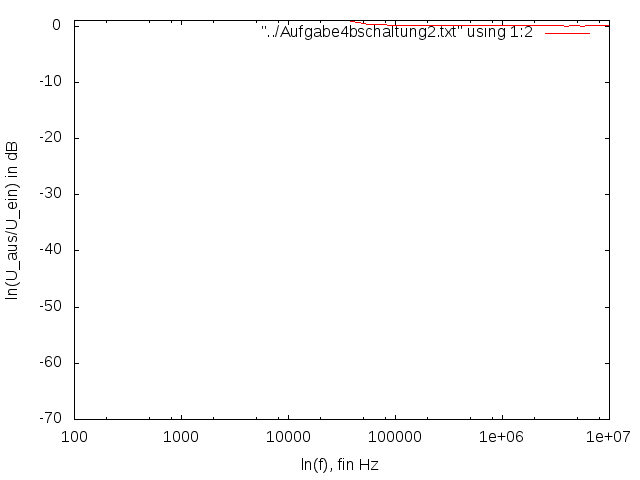 "../Aufgabe4bschaltung2.txt" using 1:2
0
-10
-20
-30
-40
-50
-60
-70
ln(U_aus/U_ein) in dB
100 1000 10000 100000 1e+06 1e+07
ln(f), fin Hz